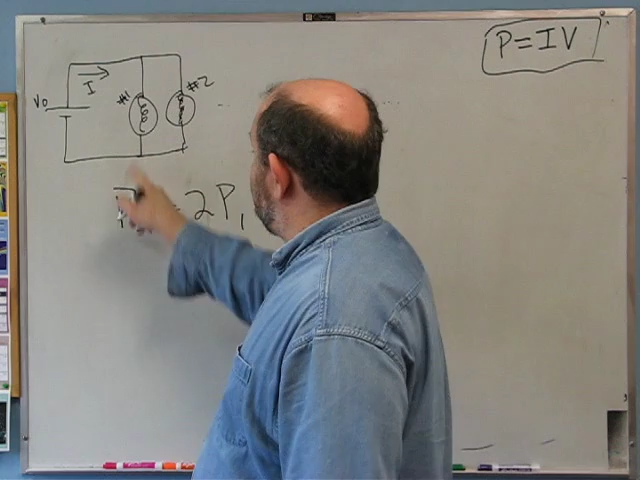 P = IV
V0
I
#1
#2
= 2P1